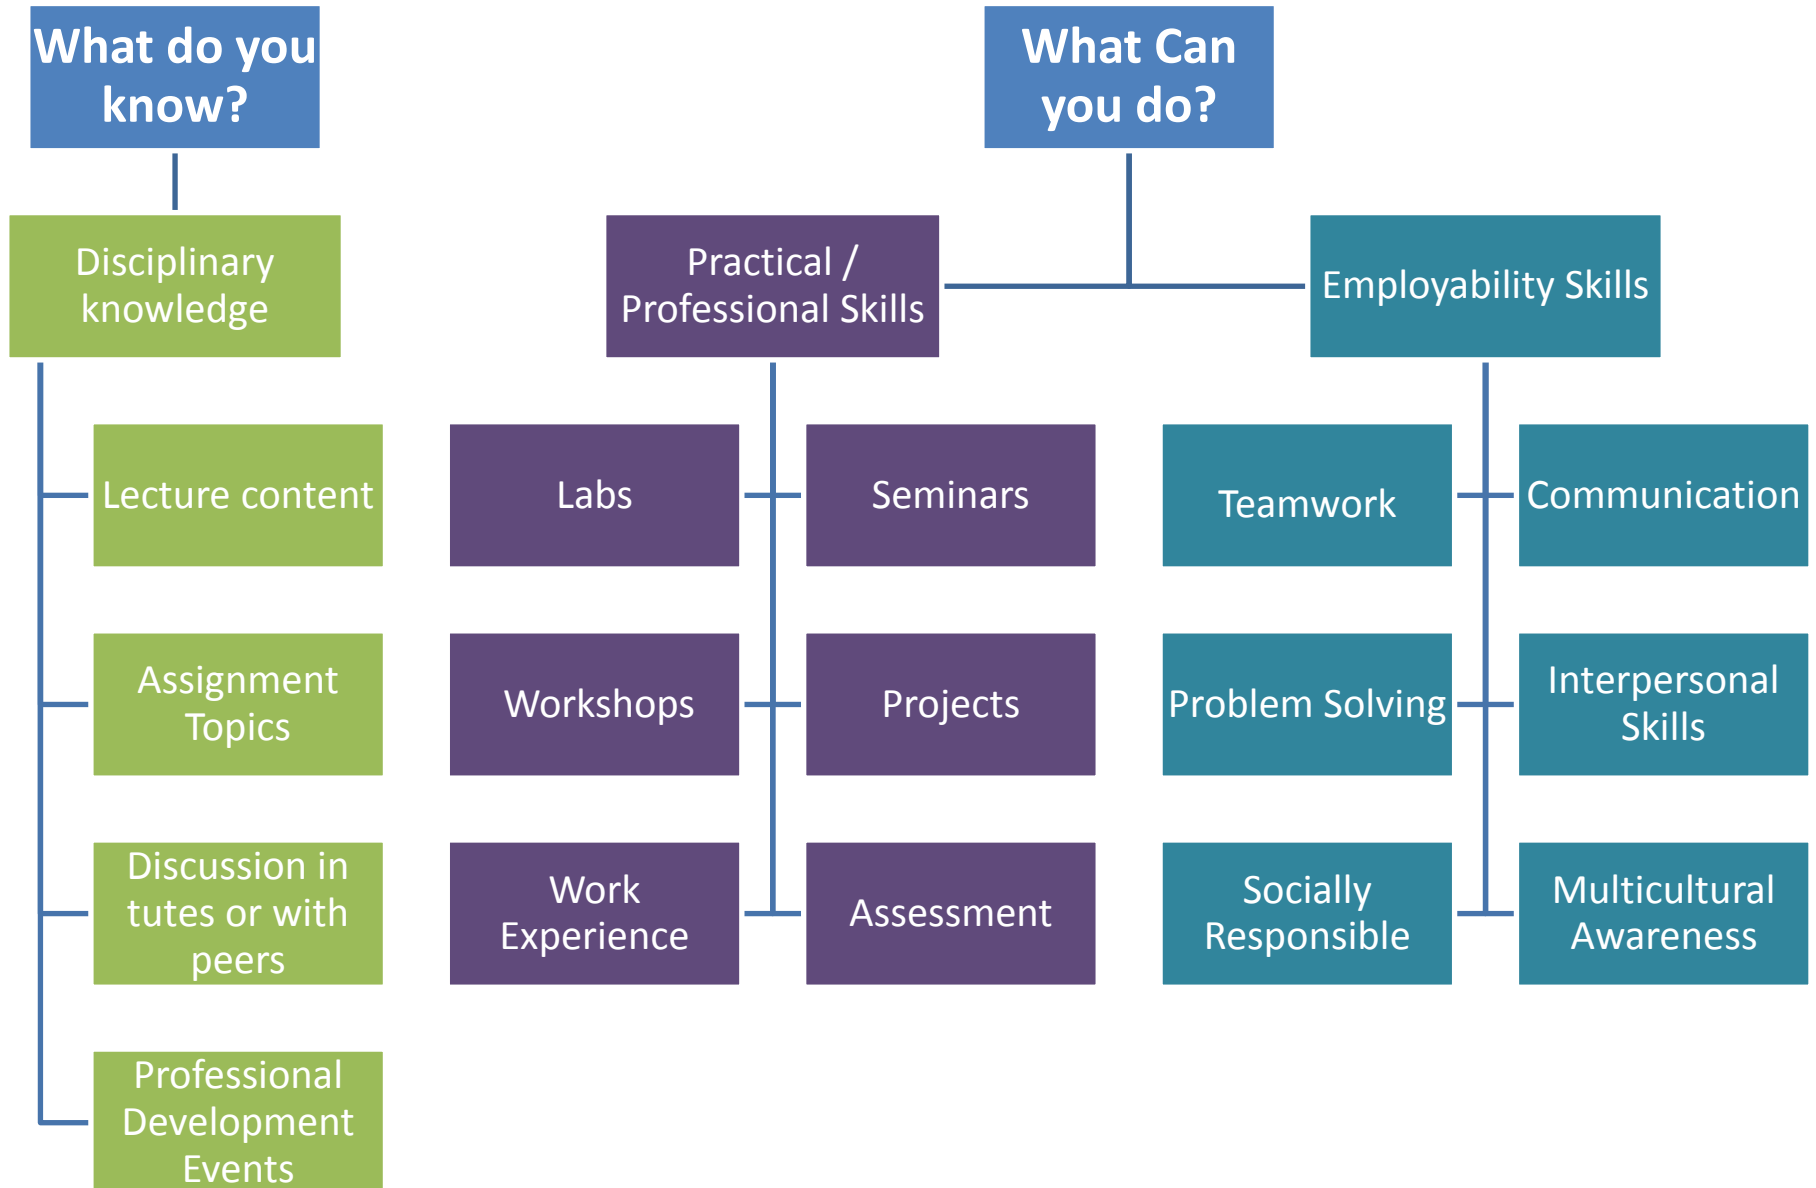 What do you
know?
What Can
you do?
Disciplinary
knowledge
Practical /
Professional Skills
Employability Skills
Lecture content
Labs
Seminars
Teamwork
Communication
Assignment
Topics
Workshops
Projects
Problem Solving
Interpersonal
Skills
Discussion in
tutes or with
peers
Work
Experience
Assessment
Socially
Responsible
Multicultural
Awareness
Professional
Development
Events